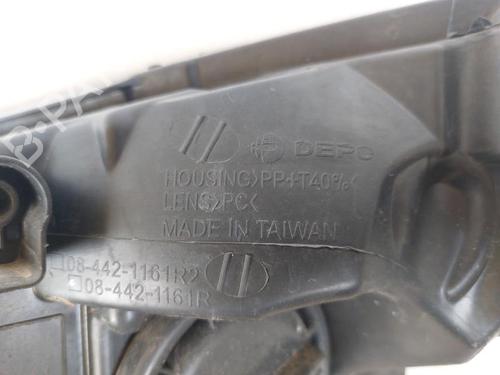 DEPO
HOUSING>PP+T40%<
LENS>PC<
MADE IN TAIWAN
08-442-1161R2
08-442-1161R